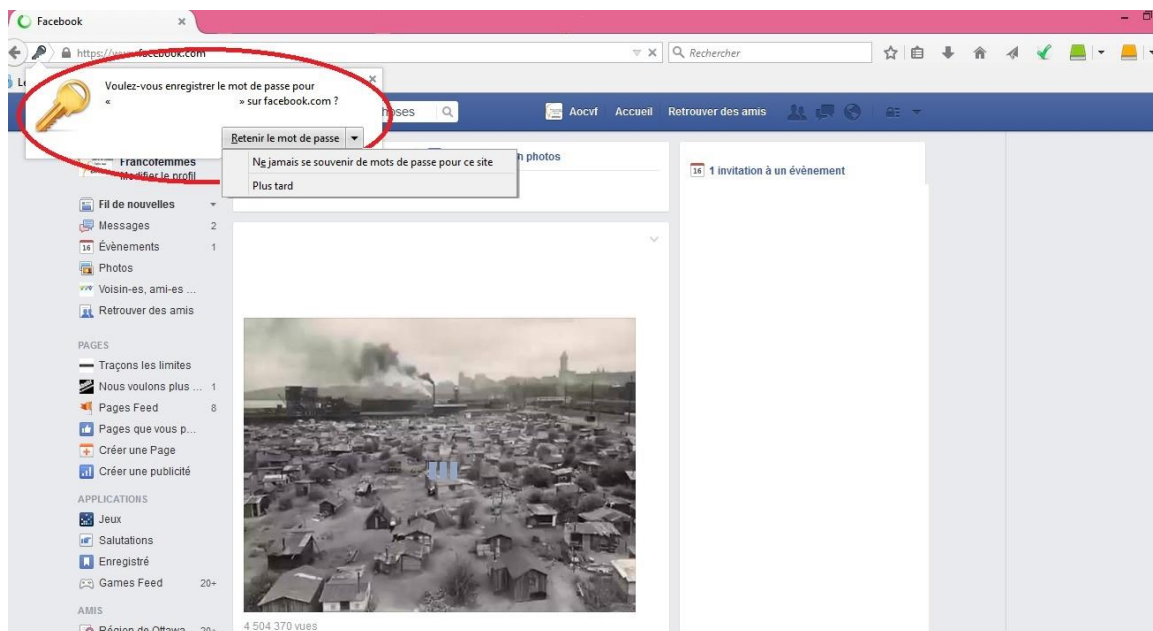 Facebook
https://www.facebook.com
Rechercher
Voulez-vous enregistrer le mot de passe pour
« » sur facebook.com ?
Retenir le mot de passe
Ne jamais se souvenir de mots de passe pour ce site
Plus tard
Aocvf Accueil Retrouver des amis
Francofemmes
Modifier le profil
Fil de nouvelles
Messages 2
16 Évènements 1
Photos
Voisin-es, ami-es ...
Retrouver des amis
PAGES
Traçons les limites
Nous voulons plus ... 1
Pages Feed 8
Pages que vous p...
Créer une Page
Créer une publicité
APPLICATIONS
Jeux
Salutations
Enregistré
Games Feed 20+
AMIS
Région de Ottawa 20+
photos
4 504 370 vues
16 1 invitation à un évènement